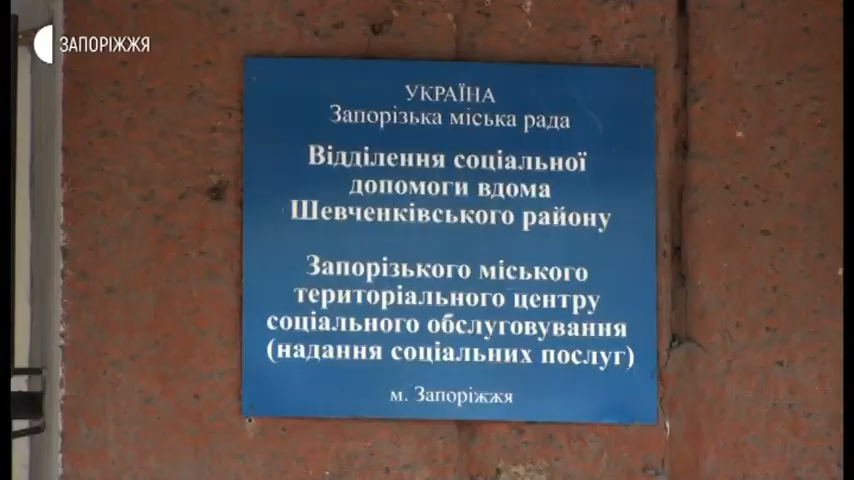 ЗАПОРІЖЖЯ
УКРАЇНА
Запорізька міська рада
Відділення соціальної
допомоги вдома
Шевченківського району
Запорізького міського
територіального центру
соціального обслуговування
(надання соціальних послуг)
м. Запоріжжя